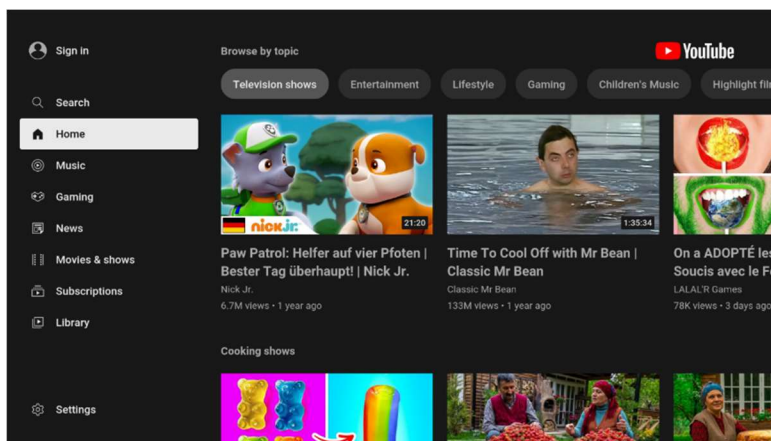 Sign in
Search
Home
Music
Gaming
News
Movies & shows
Subscriptions
Library
Settings
Browse by topic
YouTube
Television shows
Entertainment
Lifestyle
Gaming
Children's Music
Highlight
nick jr.
21:20
Paw Patrol: Helfer auf vier Pfoten |
Bester Tag überhaupt! | Nick Jr.
Nick Jr.
6.7M views • 1 year ago
1:35:34
Time To Cool Off with Mr Bean |
Classic Mr Bean
Classic Mr Bean
133M views • 1 year ago
On a ADOPTÉ les
Soucis avec le
LALAL'R Games
78K views • 3 days ago
Cooking shows